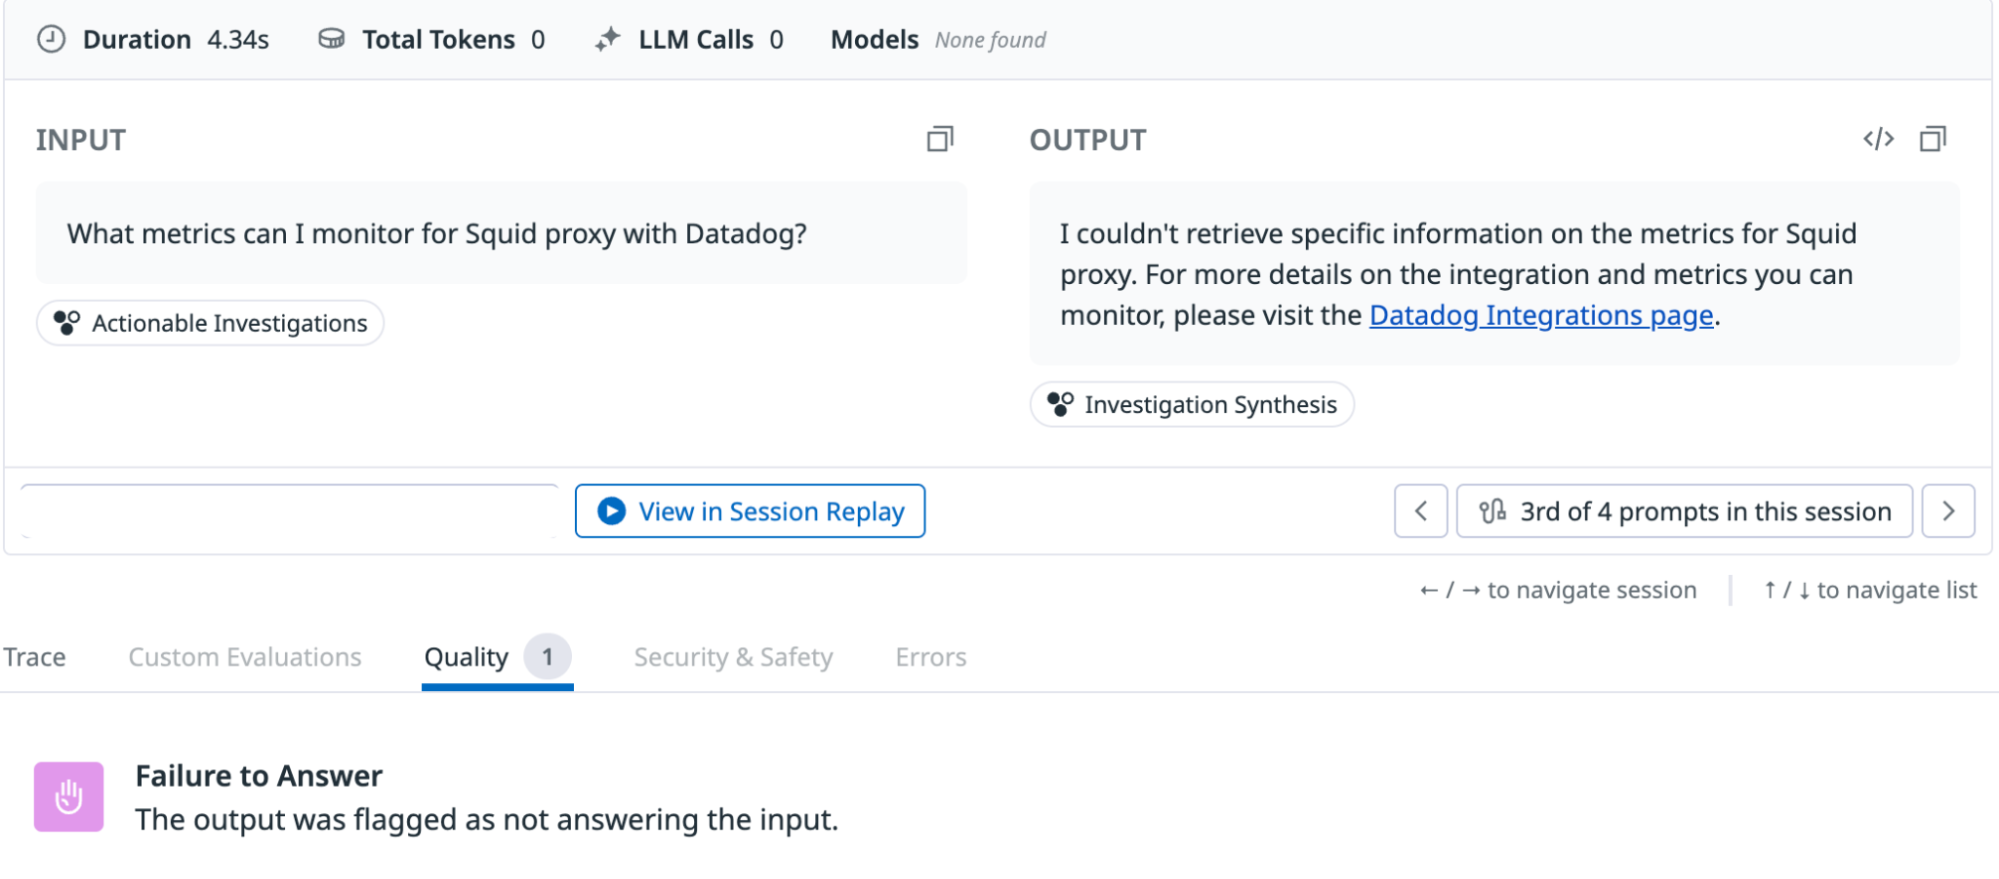 Duration 4.34s Total Tokens 0 LLM Calls 0 Models None found
INPUT
What metrics can I monitor for Squid proxy with Datadog?
Actionable Investigations
OUTPUT
</>
I couldn't retrieve specific information on the metrics for Squid
proxy. For more details on the integration and metrics you can
monitor, please visit the Datadog Integrations page.
Investigation Synthesis
View in Session Replay
3rd of 4 prompts in this session
← / → to navigate session
↑ / ↓ to navigate list
Trace Custom Evaluations Quality 1 Security & Safety Errors
Failure to Answer
The output was flagged as not answering the input.